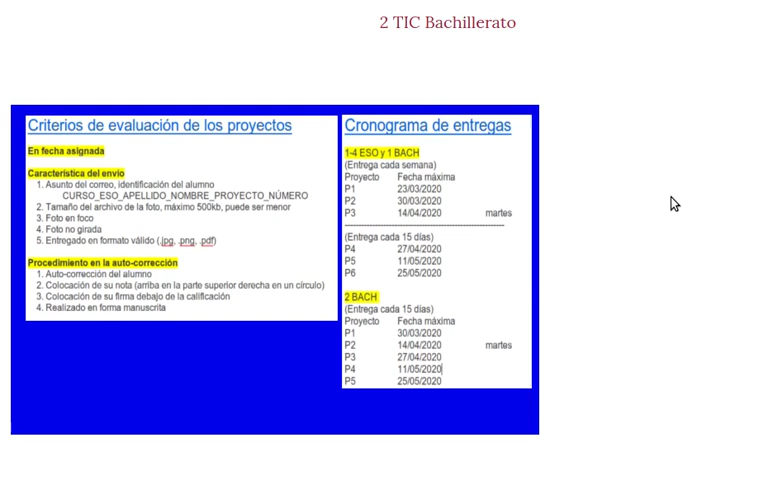 2 TIC Bachillerato
Criterios de evaluación de los proyectos
En fecha asignada
Característica del envío
1. Asunto del correo, identificación del alumno
CURSO_ESO_APELLIDO_NOMBRE_PROYECTO_NÚMERO
2. Tamaño del archivo de la foto, máximo 500kb, puede ser menor
3. Foto en foco
4. Foto no girada
5. Entregado en formato válido (.jpg, .png, .pdf)
Procedimiento en la auto-corrección
1. Auto-corrección del alumno
2. Colocación de su nota (arriba en la parte superior derecha en un círculo)
3. Colocación de su firma debajo de la calificación
4. Realizado en forma manuscrita
Cronograma de entregas
1-4 ESO y 1 BACH
(Entrega cada semana)
Proyecto Fecha máxima
P1 23/03/2020
P2 30/03/2020
P3 14/04/2020 martes
(Entrega cada 15 días)
P4 27/04/2020
P5 11/05/2020
P6 25/05/2020
2 BACH
(Entrega cada 15 días)
Proyecto Fecha máxima
P1 30/03/2020
P2 14/04/2020 martes
P3 27/04/2020
P4 11/05/2020
P5 25/05/2020